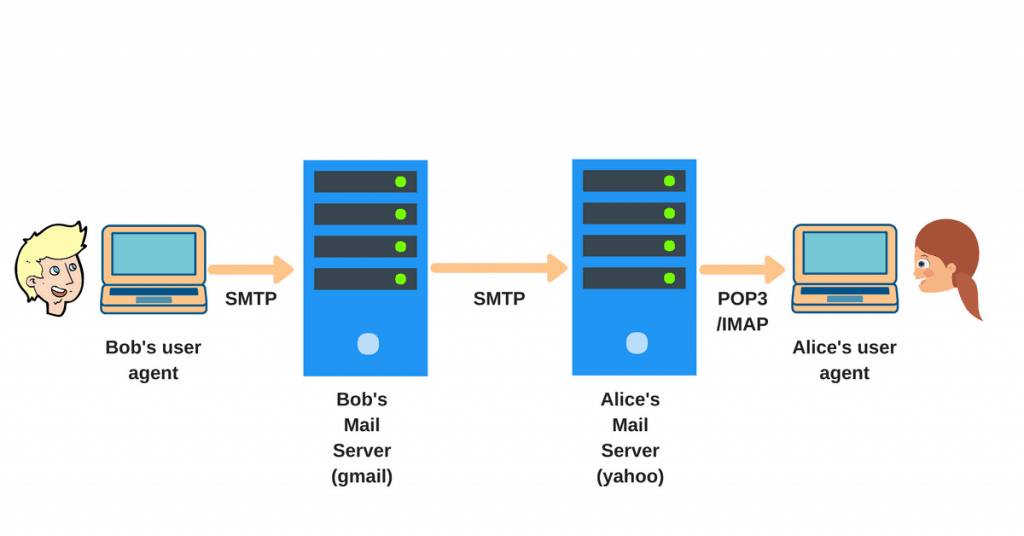 SMTP
SMTP
POP3
/IMAP
Bob's user
agent
Alice's user
agent
Bob's
Mail
Server
(gmail)
Alice's
Mail
Server
(yahoo)